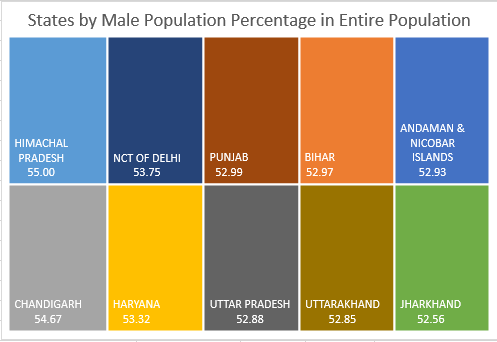 States by Male Population Percentage in Entire Population
HIMACHAL
PRADESH
55.00
NCT OF DELHI
53.75
PUNJAB
52.99
BIHAR
52.97
ANDAMAN &
NICOBAR
ISLANDS
52.93
CHANDIGARH
54.67
HARYANA
53.32
UTTAR PRADESH
52.88
UTTARAKHAND
52.85
JHARKHAND
52.56